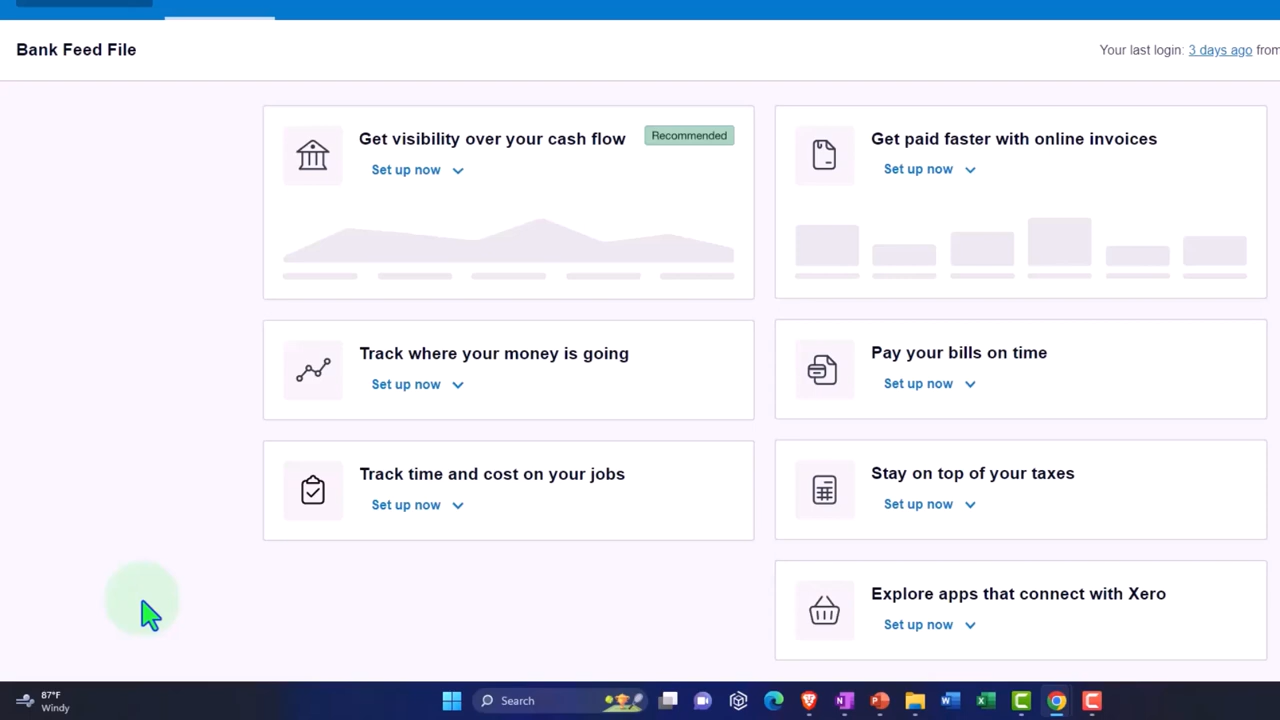 Bank Feed File
Your last login: 3 days ago from
Get visibility over your cash flow
Recommended
Set up now
Get paid faster with online invoices
Set up now
Track where your money is going
Set up now
Pay your bills on time
Set up now
Track time and cost on your jobs
Set up now
Stay on top of your taxes
Set up now
Explore apps that connect with Xero
Set up now
87°F
Windy
Search